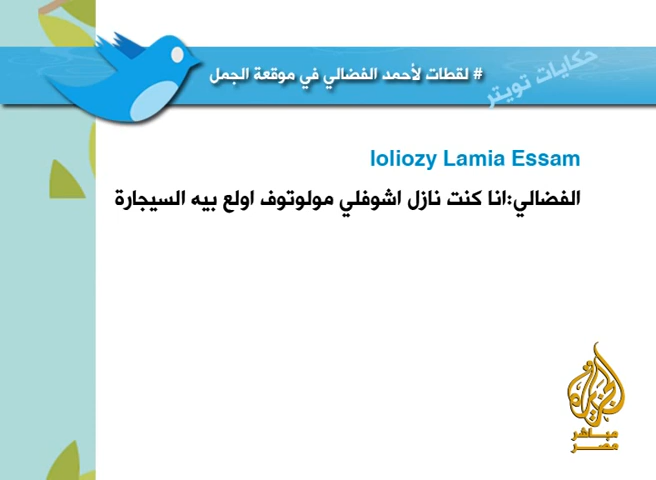 # لقطات لأحمد الفضالي في موقعة الجمل
حكايات تويتر
loliozy Lamia Essam
الفضالي:انا كنت نازل اشوفلي مولوتوف اولع بيه السيجارة
الجزيرة
مباشر
مصر